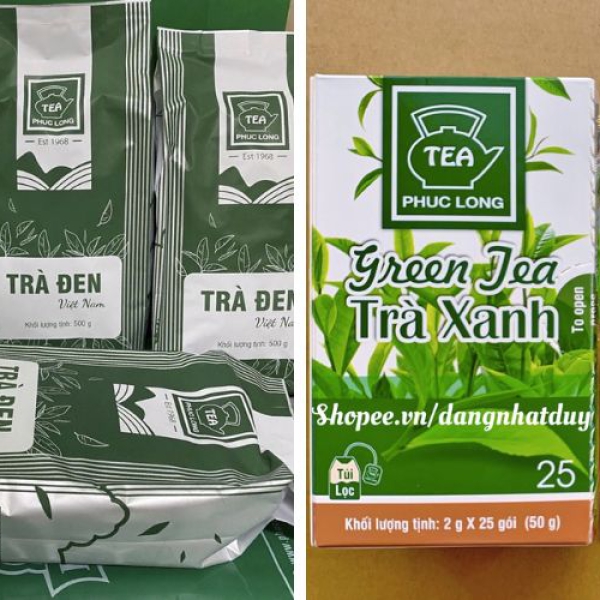 TEA
PHUC LONG
Est 1968
TRÀ ĐEN
Việt Nam
Khối lượng tịnh: 500 g
TEA
PHUC LONG
Est 1968
TRÀ ĐEN
Việt Nam
Khối lượng tịnh: 500 g
TRÀ ĐEN
Est 1968
TEA
PHUC LONG
TEA
PHUC LONG
Green Tea
Trà Xanh
To open
Shopee.vn/dangnhatduy
Túi
Lọc
25
Khối lượng tịnh: 2 g X 25 gói (50 g)